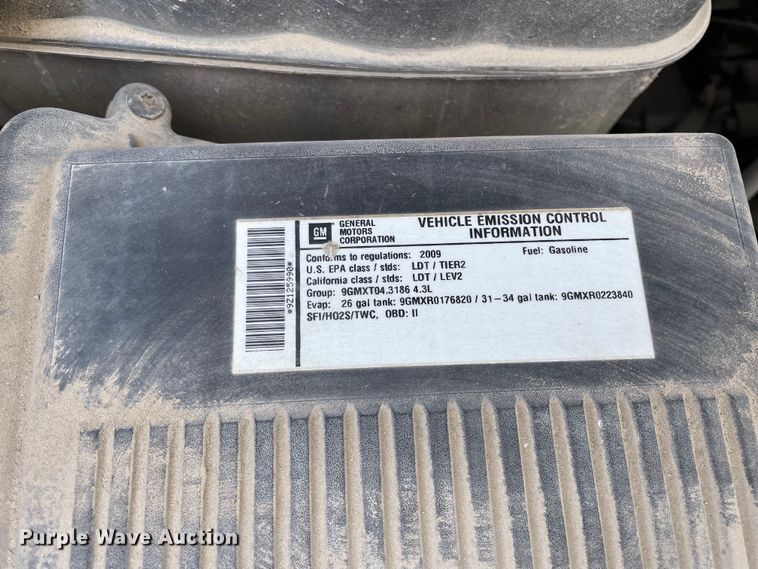 GM
GENERAL
MOTORS
CORPORATION
VEHICLE EMISSION CONTROL
INFORMATION
Conforms to regulations: 2009 Fuel: Gasoline
U.S. EPA class / stds: LDT / TIER2
California class / stds: LDT / LEV2
Group: 9GMXT04.3186 4.3L
Evap: 26 gal tank: 9GMXR0176820 / 31-34 gal tank: 9GMXR0223840
SFI/HO2S/TWC, OBD: II
*9Z125990*
Purple Wave Auction